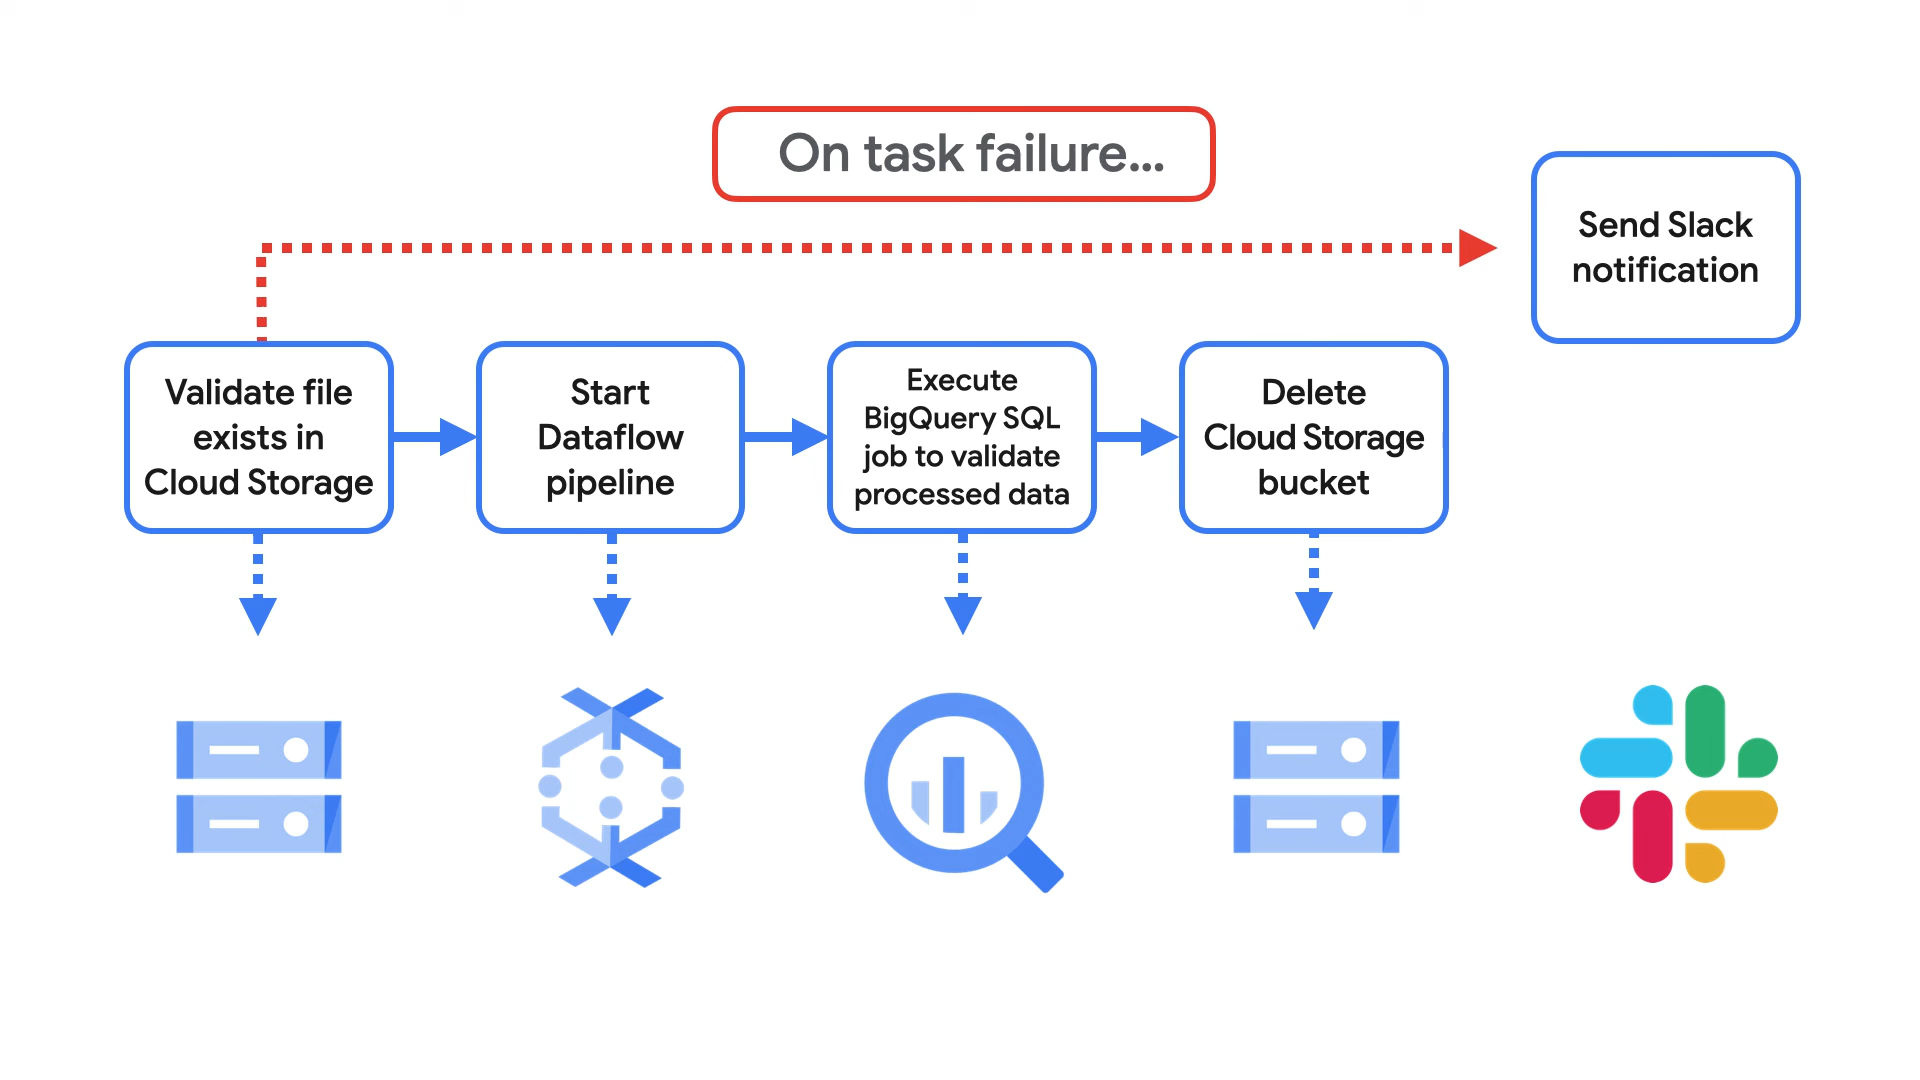 On task failure...
Send Slack
notification
Validate file
exists in
Cloud Storage
Start
Dataflow
pipeline
Execute
BigQuery SQL
job to validate
processed data
Delete
Cloud Storage
bucket